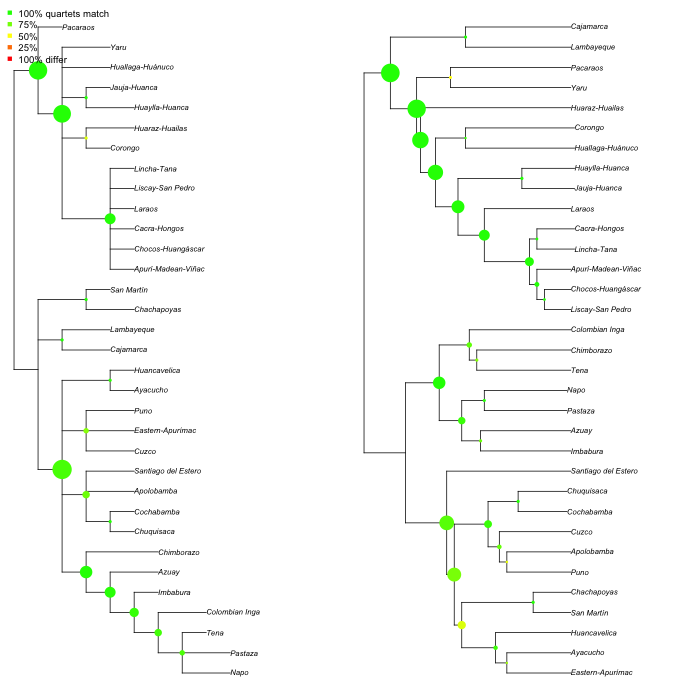 100% quartets match
75%
50%
25%
100% differ
Pacaraos
Yaru
Huallaga-Huánuco
Jauja-Huanca
Huaylla-Huanca
Huaraz-Huailas
Corongo
Lincha-Tana
Liscay-San Pedro
Laraos
Cacra-Hongos
Chocos-Huangáscar
Apurí-Madean-Viñac
San Martín
Chachapoyas
Lambayeque
Cajamarca
Huancavelica
Ayacucho
Puno
Eastern-Apurímac
Cuzco
Santiago del Estero
Apolobamba
Cochabamba
Chuquisaca
Chimborazo
Azuay
Imbabura
Colombian Inga
Tena
Pastaza
Napo
Cajamarca
Lambayeque
Pacaraos
Yaru
Huaraz-Huailas
Corongo
Huallaga-Huánuco
Huaylla-Huanca
Jauja-Huanca
Laraos
Cacra-Hongos
Lincha-Tana
Apurí-Madean-Viñac
Chocos-Huangáscar
Liscay-San Pedro
Colombian Inga
Chimborazo
Tena
Napo
Pastaza
Azuay
Imbabura
Santiago del Estero
Chuquisaca
Cochabamba
Cuzco
Apolobamba
Puno
Chachapoyas
San Martín
Huancavelica
Ayacucho
Eastern-Apurímac